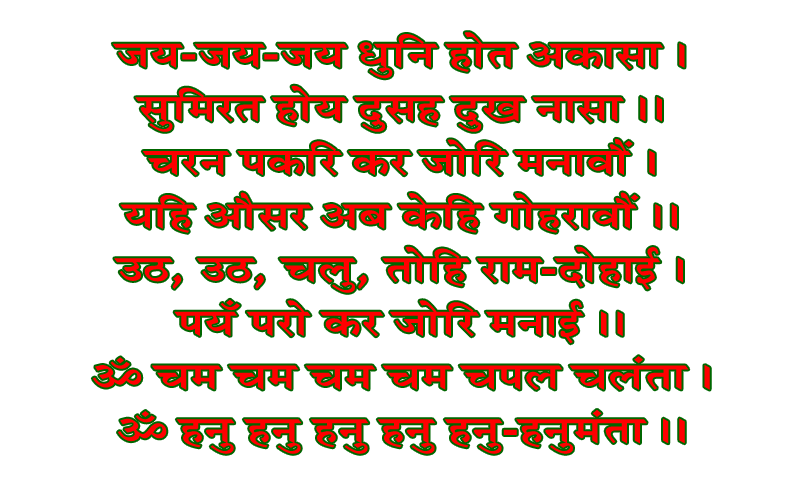 जय-जय-जय धुनि होत अकासा ।
सुमिरत होय दुसह दुख नासा ।।
चरन पकरि कर जोरि मनावौं ।
यहि औसर अब केहि गोहरावौं ।।
उठ, उठ, चलु, तोहि राम-दोहाई ।
पयँ परो कर जोरि मनाई ।।
ॐ चम चम चम चम चपल चलंता ।
ॐ हनु हनु हनु हनु हनु-हनुमंता ।।